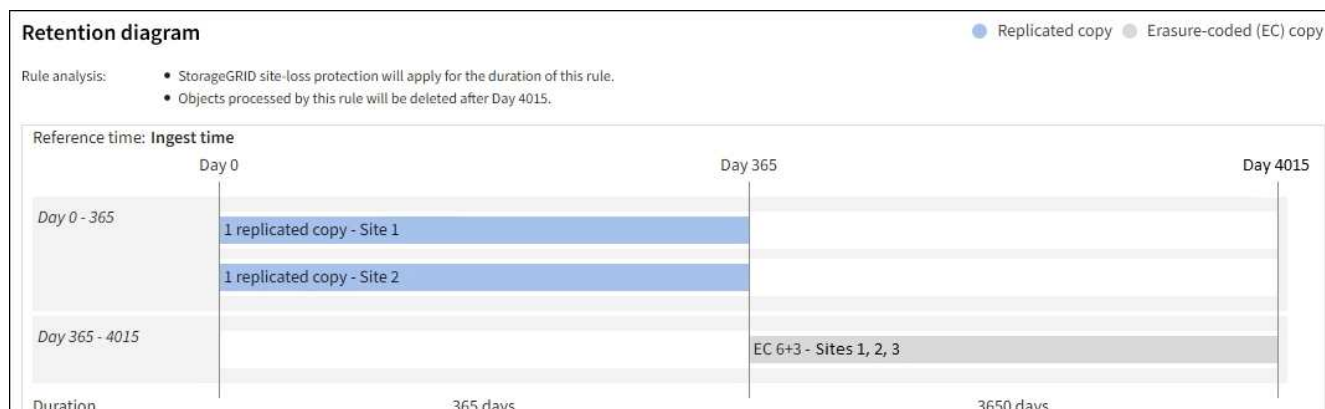 Retention diagram
Replicated copy Erasure-coded (EC) copy
Rule analysis:
• StorageGRID site-loss protection will apply for the duration of this rule.
• Objects processed by this rule will be deleted after Day 4015.
Reference time: Ingest time
Day 0 Day 365 Day 4015
Day 0 - 365
1 replicated copy - Site 1
1 replicated copy - Site 2
Day 365 - 4015
EC 6+3 - Sites 1, 2, 3
Duration 365 days 3650 days